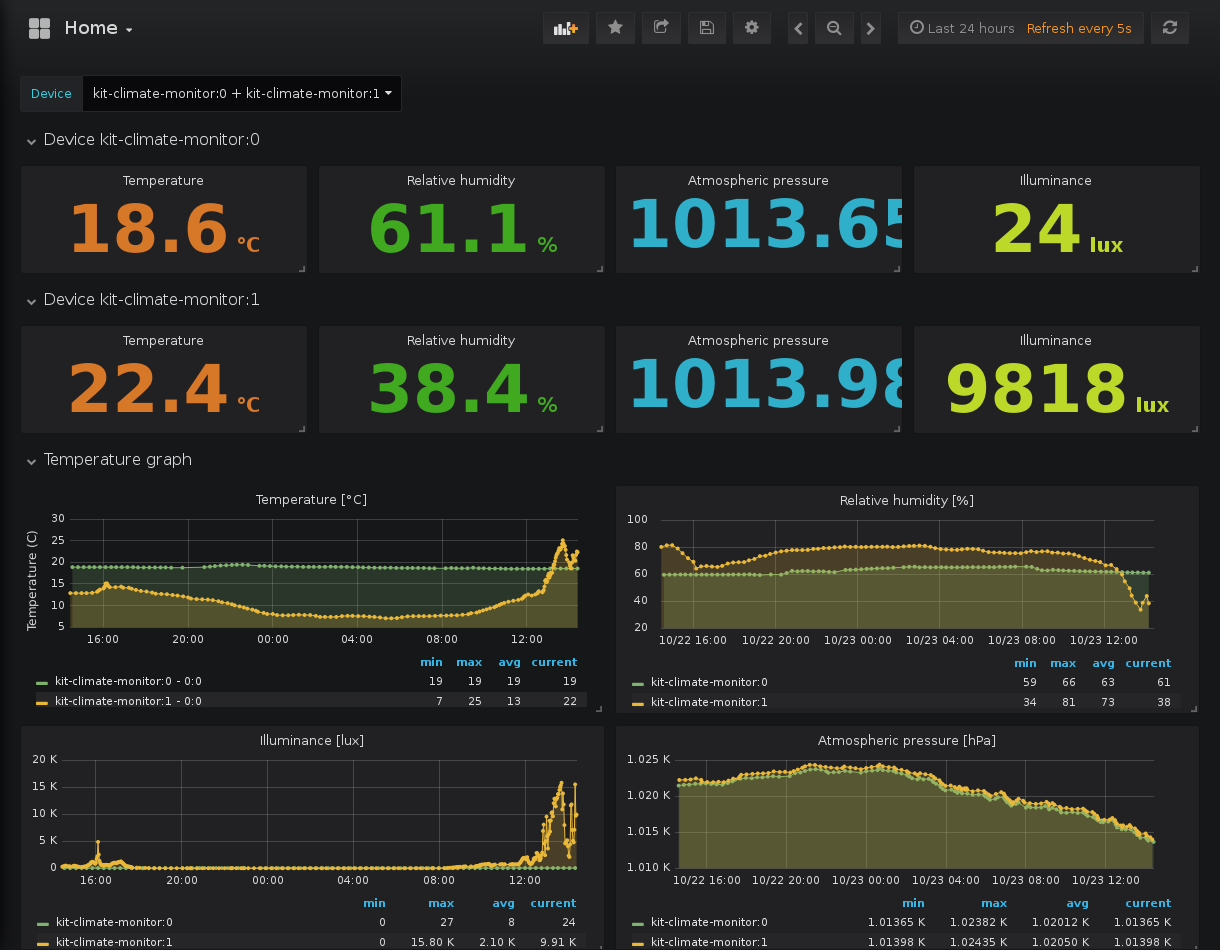 Home
Last 24 hours Refresh every 5s
Device kit-climate-monitor:0 + kit-climate-monitor:1
Device kit-climate-monitor:0
Temperature Relative humidity Atmospheric pressure Illuminance
18.6 °C 61.1 % 1013.65 24 lux
Device kit-climate-monitor:1
Temperature Relative humidity Atmospheric pressure Illuminance
22.4 °C 38.4 % 1013.98 9818 lux
Temperature graph
Temperature [°C]
Temperature (C)
30
25
20
15
10
5
16:00 20:00 00:00 04:00 08:00 12:00
min max avg current
kit-climate-monitor:0 - 0:0 19 19 19 19
kit-climate-monitor:1 - 0:0 7 25 13 22
Relative humidity [%]
100
80
60
40
20
10/22 16:00 10/22 20:00 10/23 00:00 10/23 04:00 10/23 08:00 10/23 12:00
min max avg current
kit-climate-monitor:0 59 66 63 61
kit-climate-monitor:1 34 81 73 38
Illuminance [lux]
20 K
15 K
10 K
5 K
0
16:00 20:00 00:00 04:00 08:00 12:00
min max avg current
kit-climate-monitor:0 0 27 8 24
kit-climate-monitor:1 0 15.80 K 2.10 K 9.91 K
Atmospheric pressure [hPa]
1.025 K
1.020 K
1.015 K
1.010 K
10/22 16:00 10/22 20:00 10/23 00:00 10/23 04:00 10/23 08:00 10/23 12:00
min max avg current
kit-climate-monitor:0 1.01365 K 1.02382 K 1.02012 K 1.01365 K
kit-climate-monitor:1 1.01398 K 1.02435 K 1.02050 K 1.01398 K